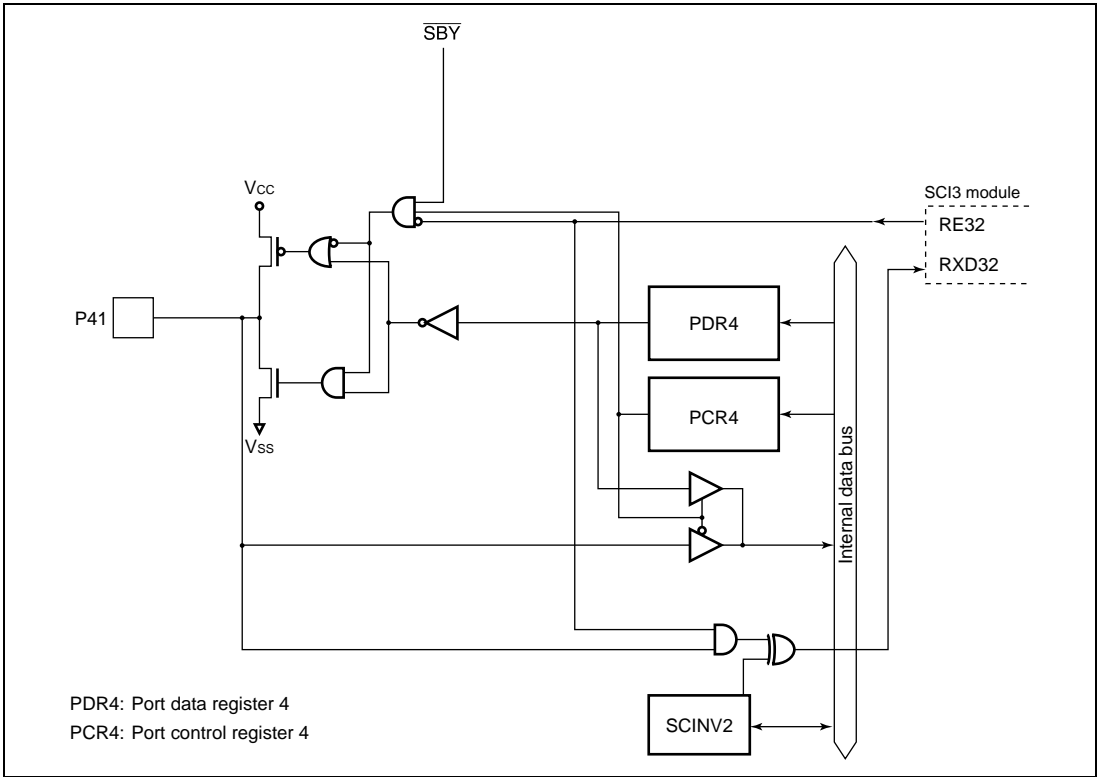 SBY
VCC
SCI3 module
RE32
RXD32
P41
PDR4
PCR4
VSS
Internal data bus
SCINV2
PDR4: Port data register 4
PCR4: Port control register 4